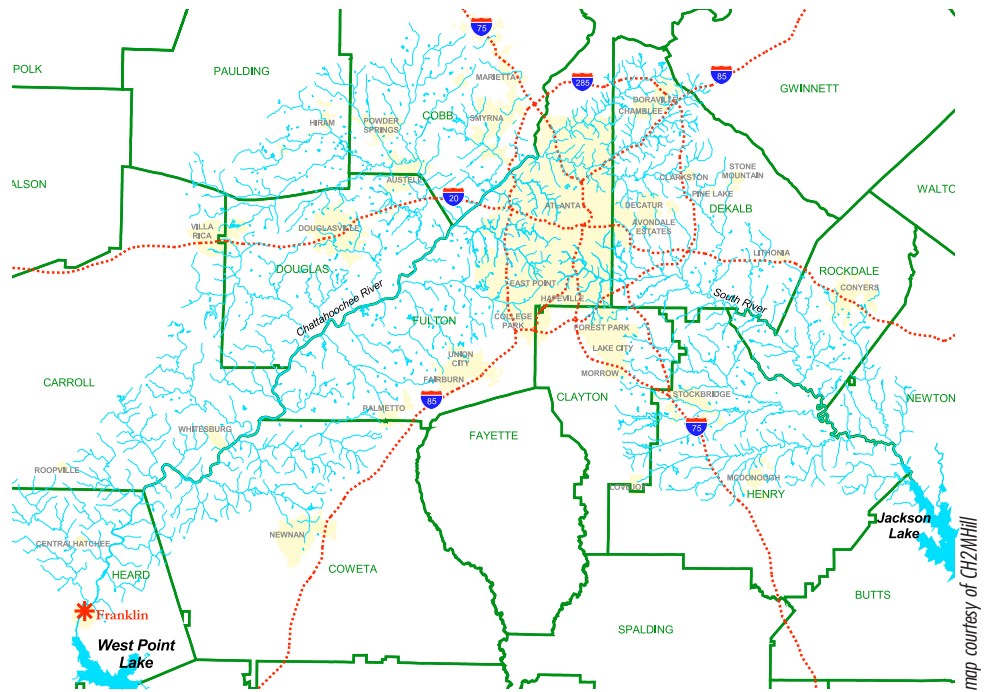 75
POLK
PAULDING
MARIETTA
285
85
GWINNETT
DORAVILLE
CHAMBLEE
HIRAM
POWDER
SPRINGS
COBB
SMYRNA
AUSTELL
CLARKSTON
STONE
MOUNTAIN
PINE LAKE
ALSON
20
WALTO
ATLANTA
DECATUR
DEKALB
AVONDALE
ESTATES
VILLA
RICA
DOUGLASVILLE
LITHONIA
DOUGLAS
ROCKDALE
EAST POINT
CONYERS
HAPEVILLE
Chattahoochee River
South River
FULTON
COLLEGE
PARK
FOREST PARK
LAKE CITY
UNION
CITY
MORROW
FAIRBURN
CARROLL
STOCKBRIDGE
85
CLAYTON
NEWTON
PALMETTO
WHITESBURG
FAYETTE
75
ROOPVILLE
MCDONOUGH
LOVEJOY
HENRY
Jackson
Lake
NEWNAN
CENTRALHATCHEE
HEARD
COWETA
BUTTS
Franklin
SPALDING
West Point
Lake
map courtesy of CH2MHill